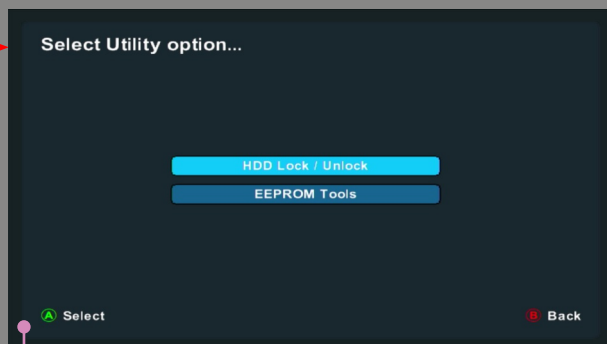 Select Utility option...
HDD Lock / Unlock
EEPROM Tools
A Select
B Back